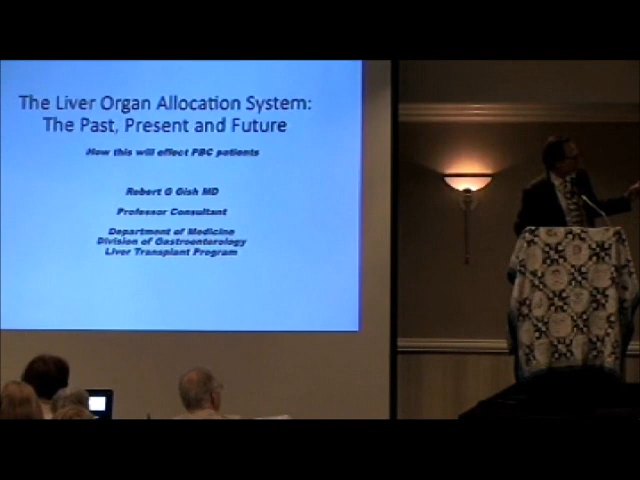 The Liver Organ Allocation System:
The Past, Present and Future
How this will effect PBC patients
Robert G Gish MD
Professor Consultant
Department of Medicine
Division of Gastroenterology
Liver Transplant Program